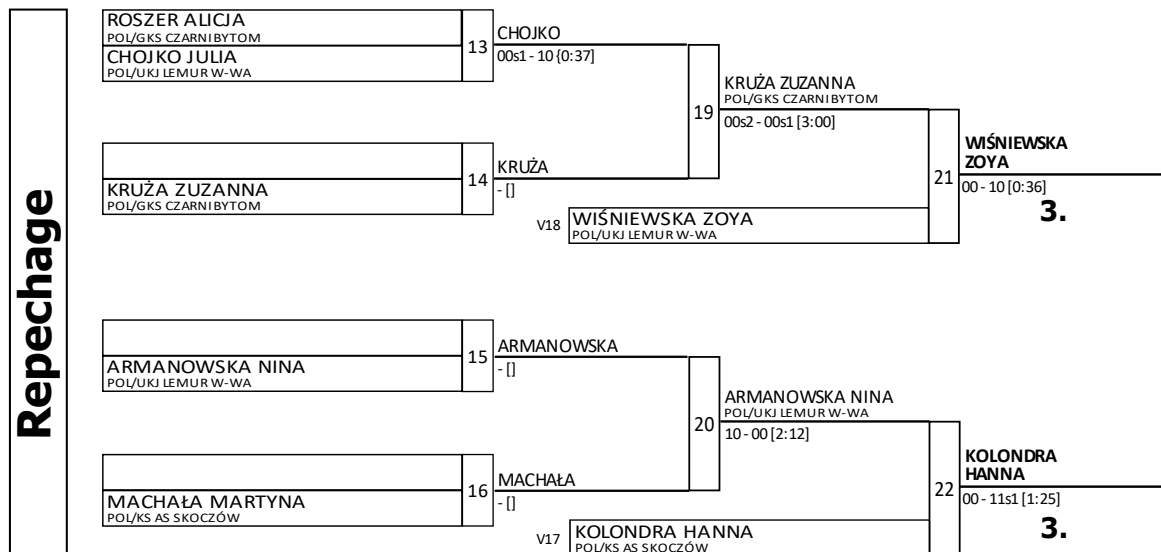 Repechage
ROSZER ALICJA
POL/GKS CZARNI BYTOM
CHOJKO JULIA
POL/UKJ LEMUR W-WA
13
CHOJKO
00s1 - 10 {0:37]
KRUŻA ZUZANNA
POL/GKS CZARNI BYTOM
14
KRUŻA
- []
19
KRUŻA ZUZANNA
POL/GKS CZARNI BYTOM
00s2 - 00s1 [3:00]
V18
WIŚNIEWSKA ZOYA
POL/UKJ LEMUR W-WA
21
WIŚNIEWSKA
ZOYA
00 - 10 [0:36]
3.
ARMANOWSKA NINA
POL/UKJ LEMUR W-WA
15
ARMANOWSKA
- []
MACHAŁA MARTYNA
POL/KS AS SKOCZÓW
16
MACHAŁA
- []
20
ARMANOWSKA NINA
POL/UKJ LEMUR W-WA
10 - 00 [2:12]
V17
KOLONDRA HANNA
POL/KS AS SKOCZÓW
22
KOLONDRA
HANNA
00 - 11s1 [1:25]
3.